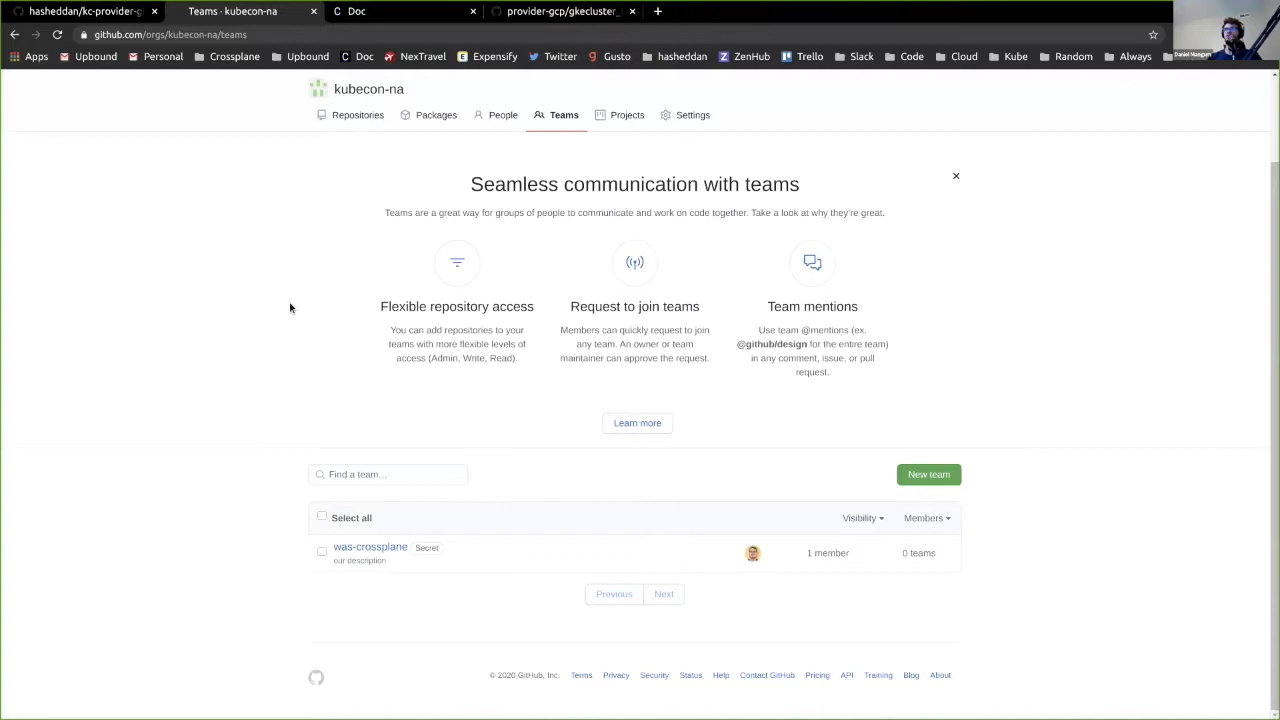 hasheddan/kc-provider-gi
Teams · kubecon-na
Doc
provider-gcp/gkecluster_
github.com/orgs/kubecon-na/teams
Apps
Upbound
Personal
Crossplane
Upbound
Doc
NexTravel
Expensify
Twitter
Gusto
hasheddan
ZenHub
Trello
Slack
Code
Cloud
Kube
Random
Always
Daniel Mangum
kubecon-na
Repositories
Packages
People
Teams
Projects
Settings
Seamless communication with teams
Teams are a great way for groups of people to communicate and work on code together. Take a look at why they're great.
Flexible repository access
You can add repositories to your
teams with more flexible levels of
access (Admin, Write, Read).
Request to join teams
Members can quickly request to join
any team. An owner or team
maintainer can approve the request.
Team mentions
Use team @mentions (ex.
@github/design for the entire team)
in any comment, issue, or pull
request.
Learn more
Find a team…
New team
Select all
Visibility
Members
was-crossplane Secret
our description
1 member
0 teams
Previous
Next
© 2020 GitHub, Inc.
Terms
Privacy
Security
Status
Help
Contact GitHub
Pricing
API
Training
Blog
About